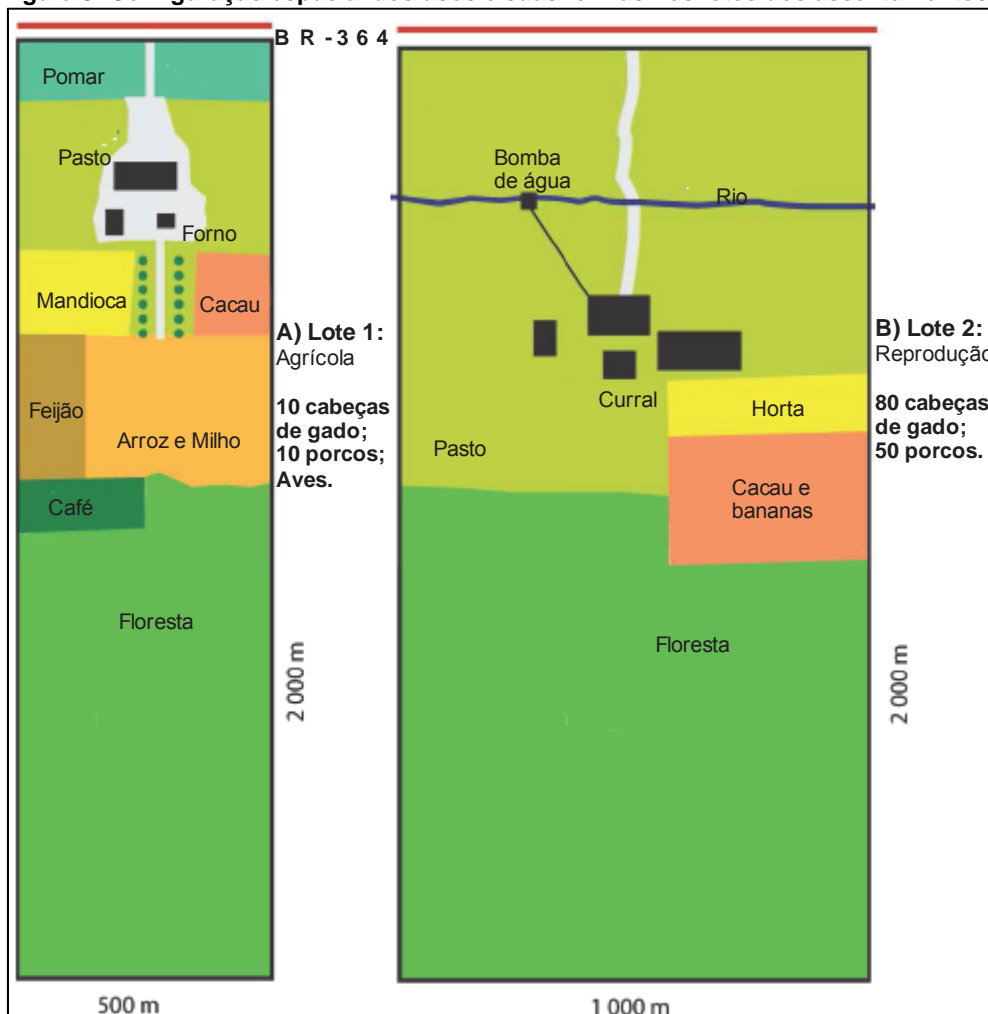 B R - 3 6 4
Pomar
Pasto
Forno
Mandioca
Cacau
Feijão
Arroz e Milho
Café
Floresta
2 000 m
500 m
A) Lote 1:
Agrícola
10 cabeças
de gado;
10 porcos;
Aves.
Bomba
de água
Rio
Curral
Horta
Pasto
Cacau e
bananas
Floresta
2 000 m
1 000 m
B) Lote 2:
Reprodução
80 cabeças
de gado;
50 porcos.